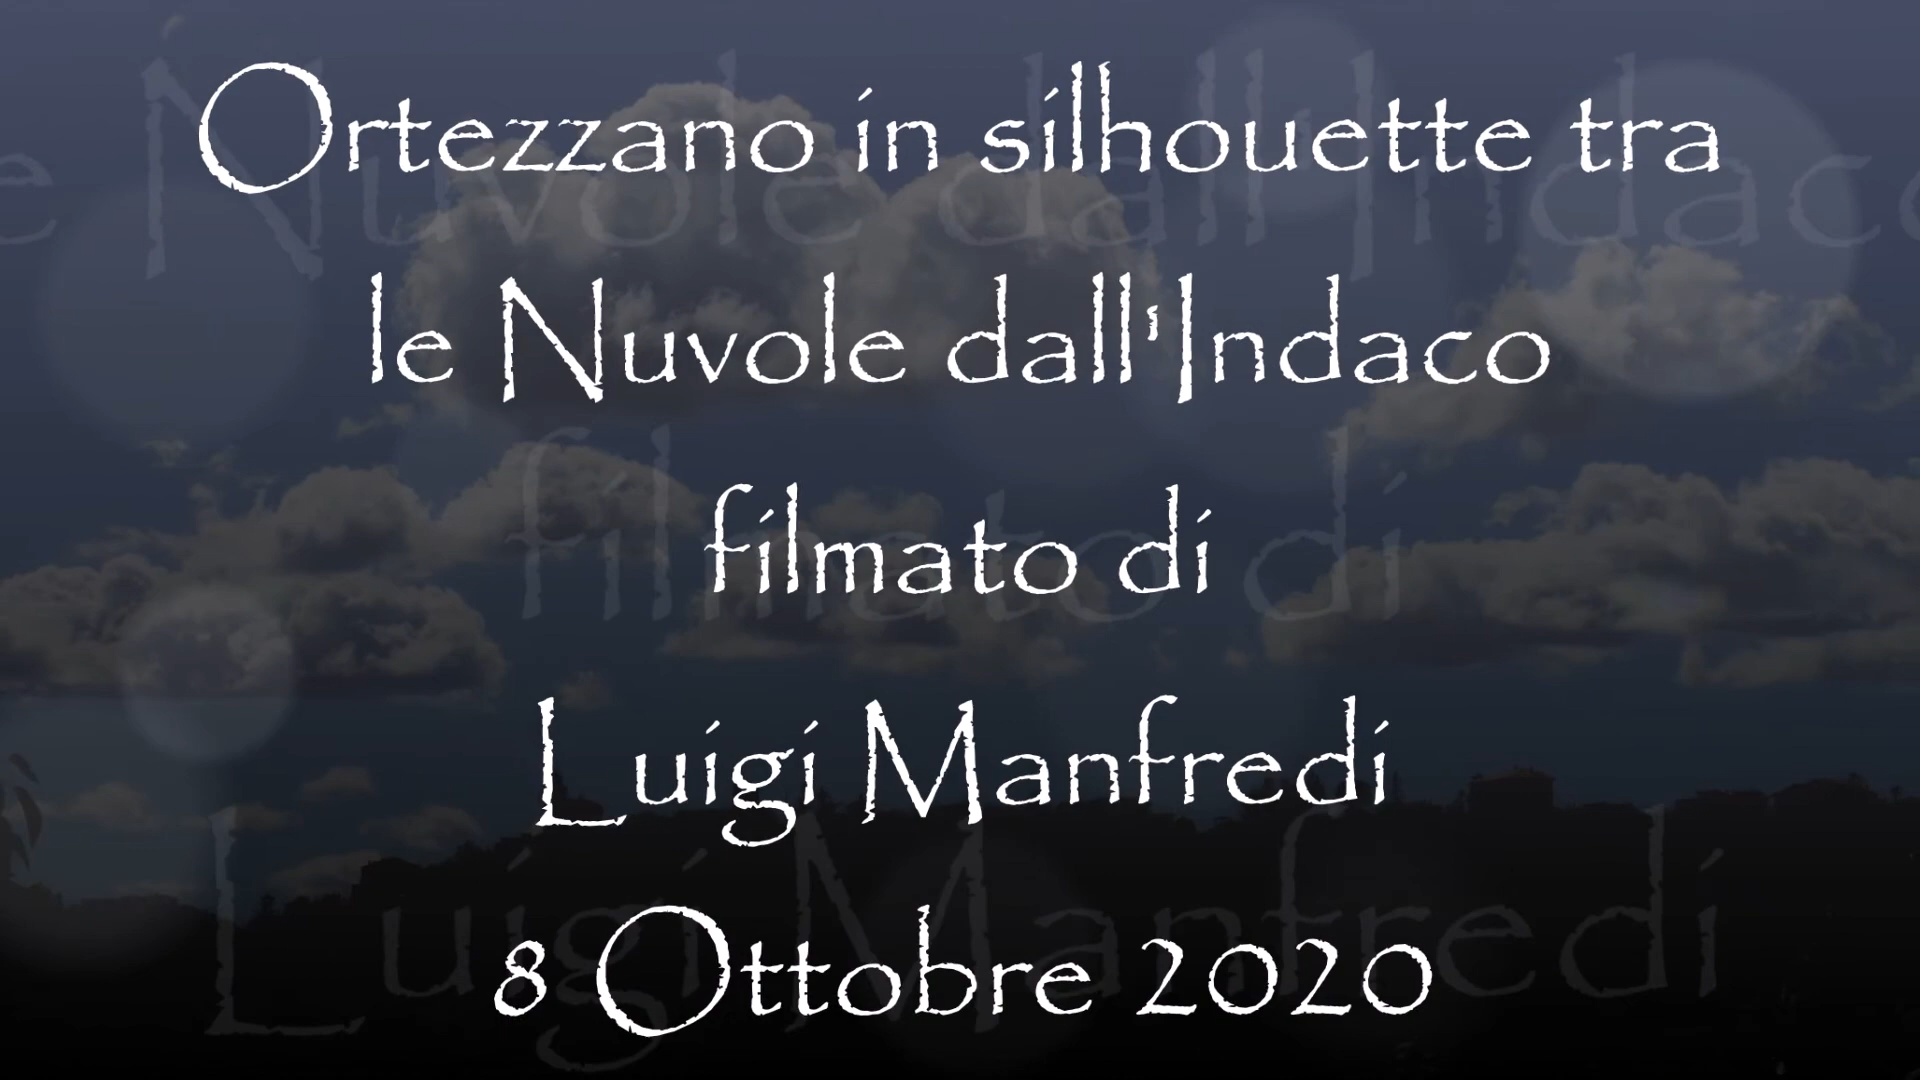 Ortezzano in silhouette tra
le Nuvole dall'Indaco
filmato di
Luigi Manfredi
8 Ottobre 2020